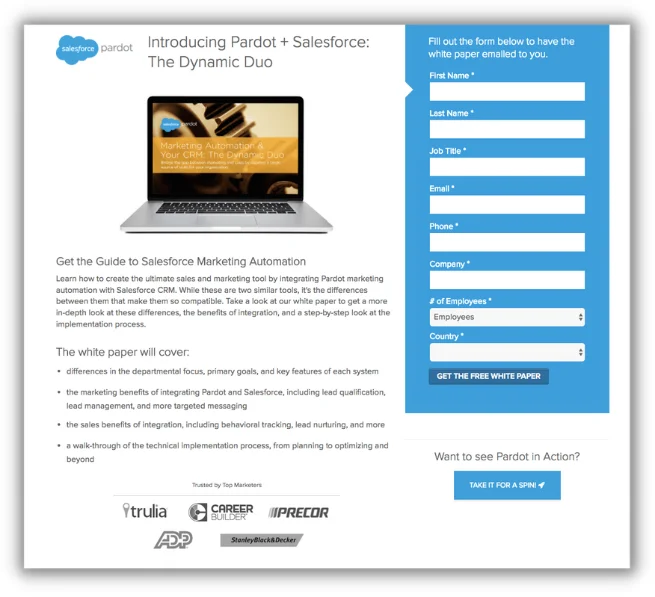 salesforce pardot
Introducing Pardot + Salesforce:
The Dynamic Duo
salesforce pardot
Marketing Automation &
Your CRM: The Dynamic Duo
Get the Guide to Salesforce Marketing Automation
Learn how to create the ultimate sales and marketing tool by integrating Pardot marketing
automation with Salesforce CRM. While these are two similar tools, it's the differences
between them that make them so compatible. Take a look at our white paper to get a more
in-depth look at these differences, the benefits of integration, and a step-by-step look at the
implementation process.
The white paper will cover:
• differences in the departmental focus, primary goals, and key features of each system
• the marketing benefits of integrating Pardot and Salesforce, including lead qualification,
lead management, and more targeted messaging
• the sales benefits of integration, including behavioral tracking, lead nurturing, and more
• a walk-through of the technical implementation process, from planning to optimizing and
beyond
Trusted by Top Marketers
trulia
CAREER
BUILDER
PRECOR
ADP
StanleyBlack&Decker
Fill out the form below to have the
white paper emailed to you.
First Name *
Last Name *
Job Title *
Email *
Phone *
Company *
# of Employees *
Employees
Country *
GET THE FREE WHITE PAPER
Want to see Pardot in Action?
TAKE IT FOR A SPIN!